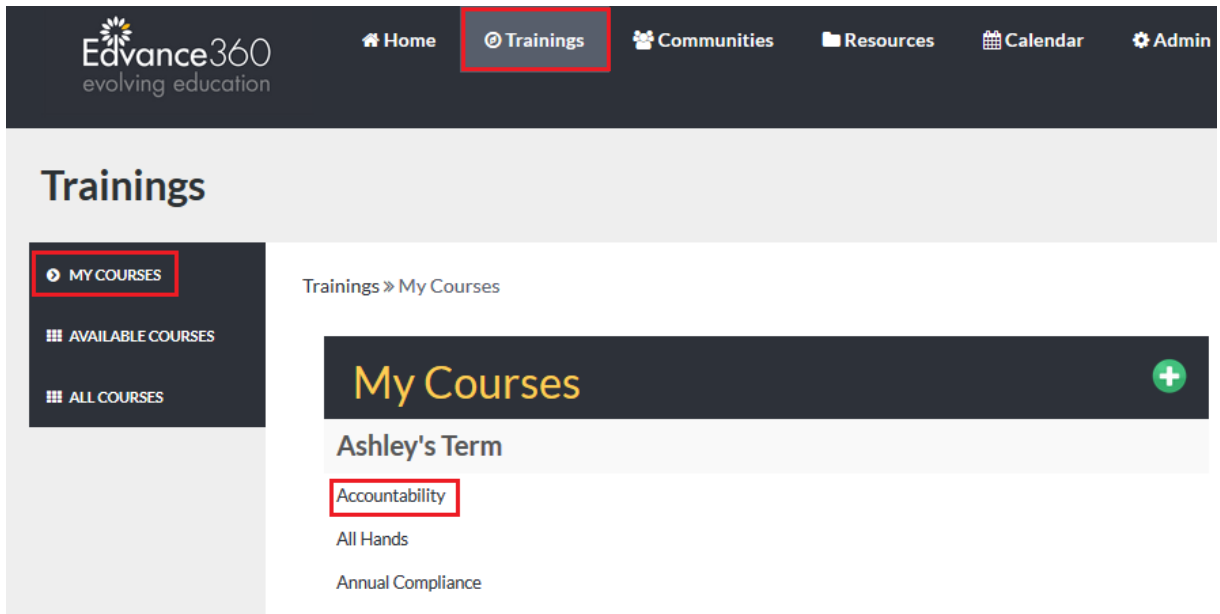 Edvance360
evolving education
Home Trainings Communities Resources Calendar Admin
Trainings
MY COURSES
AVAILABLE COURSES
ALL COURSES
Trainings » My Courses
My Courses
Ashley's Term
Accountability
All Hands
Annual Compliance